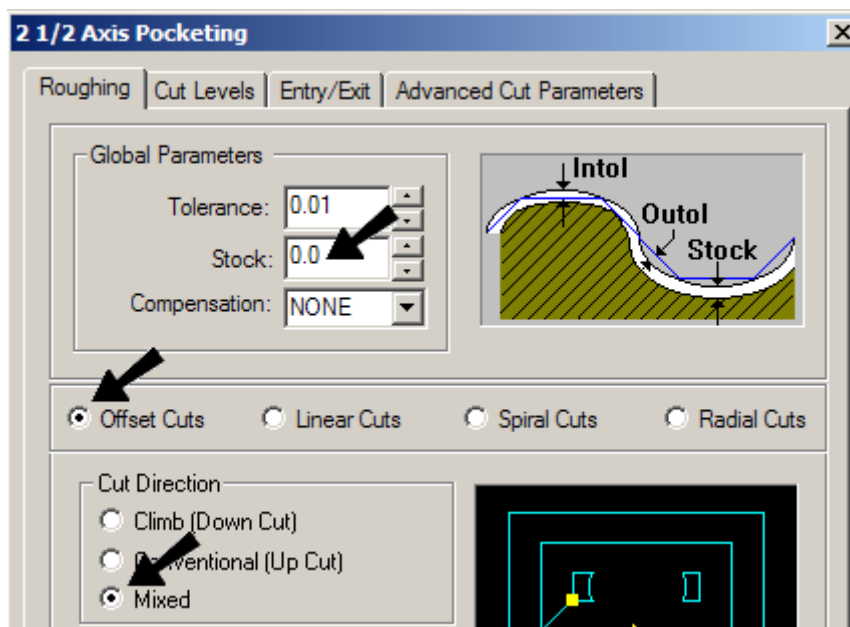 2 1/2 Axis Pocketing
Roughing Cut Levels Entry/Exit Advanced Cut Parameters
Global Parameters
Tolerance: 0.01
Stock: 0.0
Compensation: NONE
Intol
Outol
Stock
Offset Cuts Linear Cuts Spiral Cuts Radial Cuts
Cut Direction
Climb (Down Cut)
(Up Cut)
Mixed